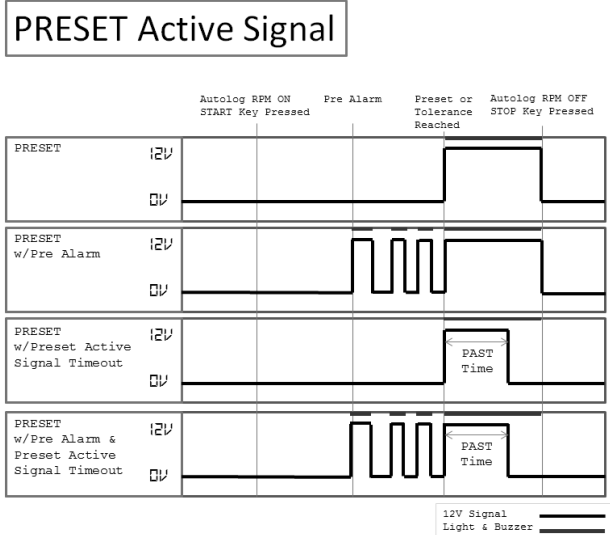 PRESET Active Signal
Autolog RPM ON
START Key Pressed
Pre Alarm
Preset or
Tolerance
Reached
Autolog RPM OFF
STOP Key Pressed
PRESET
12V
0V
PRESET
w/Pre Alarm
12V
0V
PRESET
w/Preset Active
Signal Timeout
12V
0V
PAST
Time
PRESET
w/Pre Alarm &
Preset Active
Signal Timeout
12V
0V
PAST
Time
12V Signal
Light & Buzzer